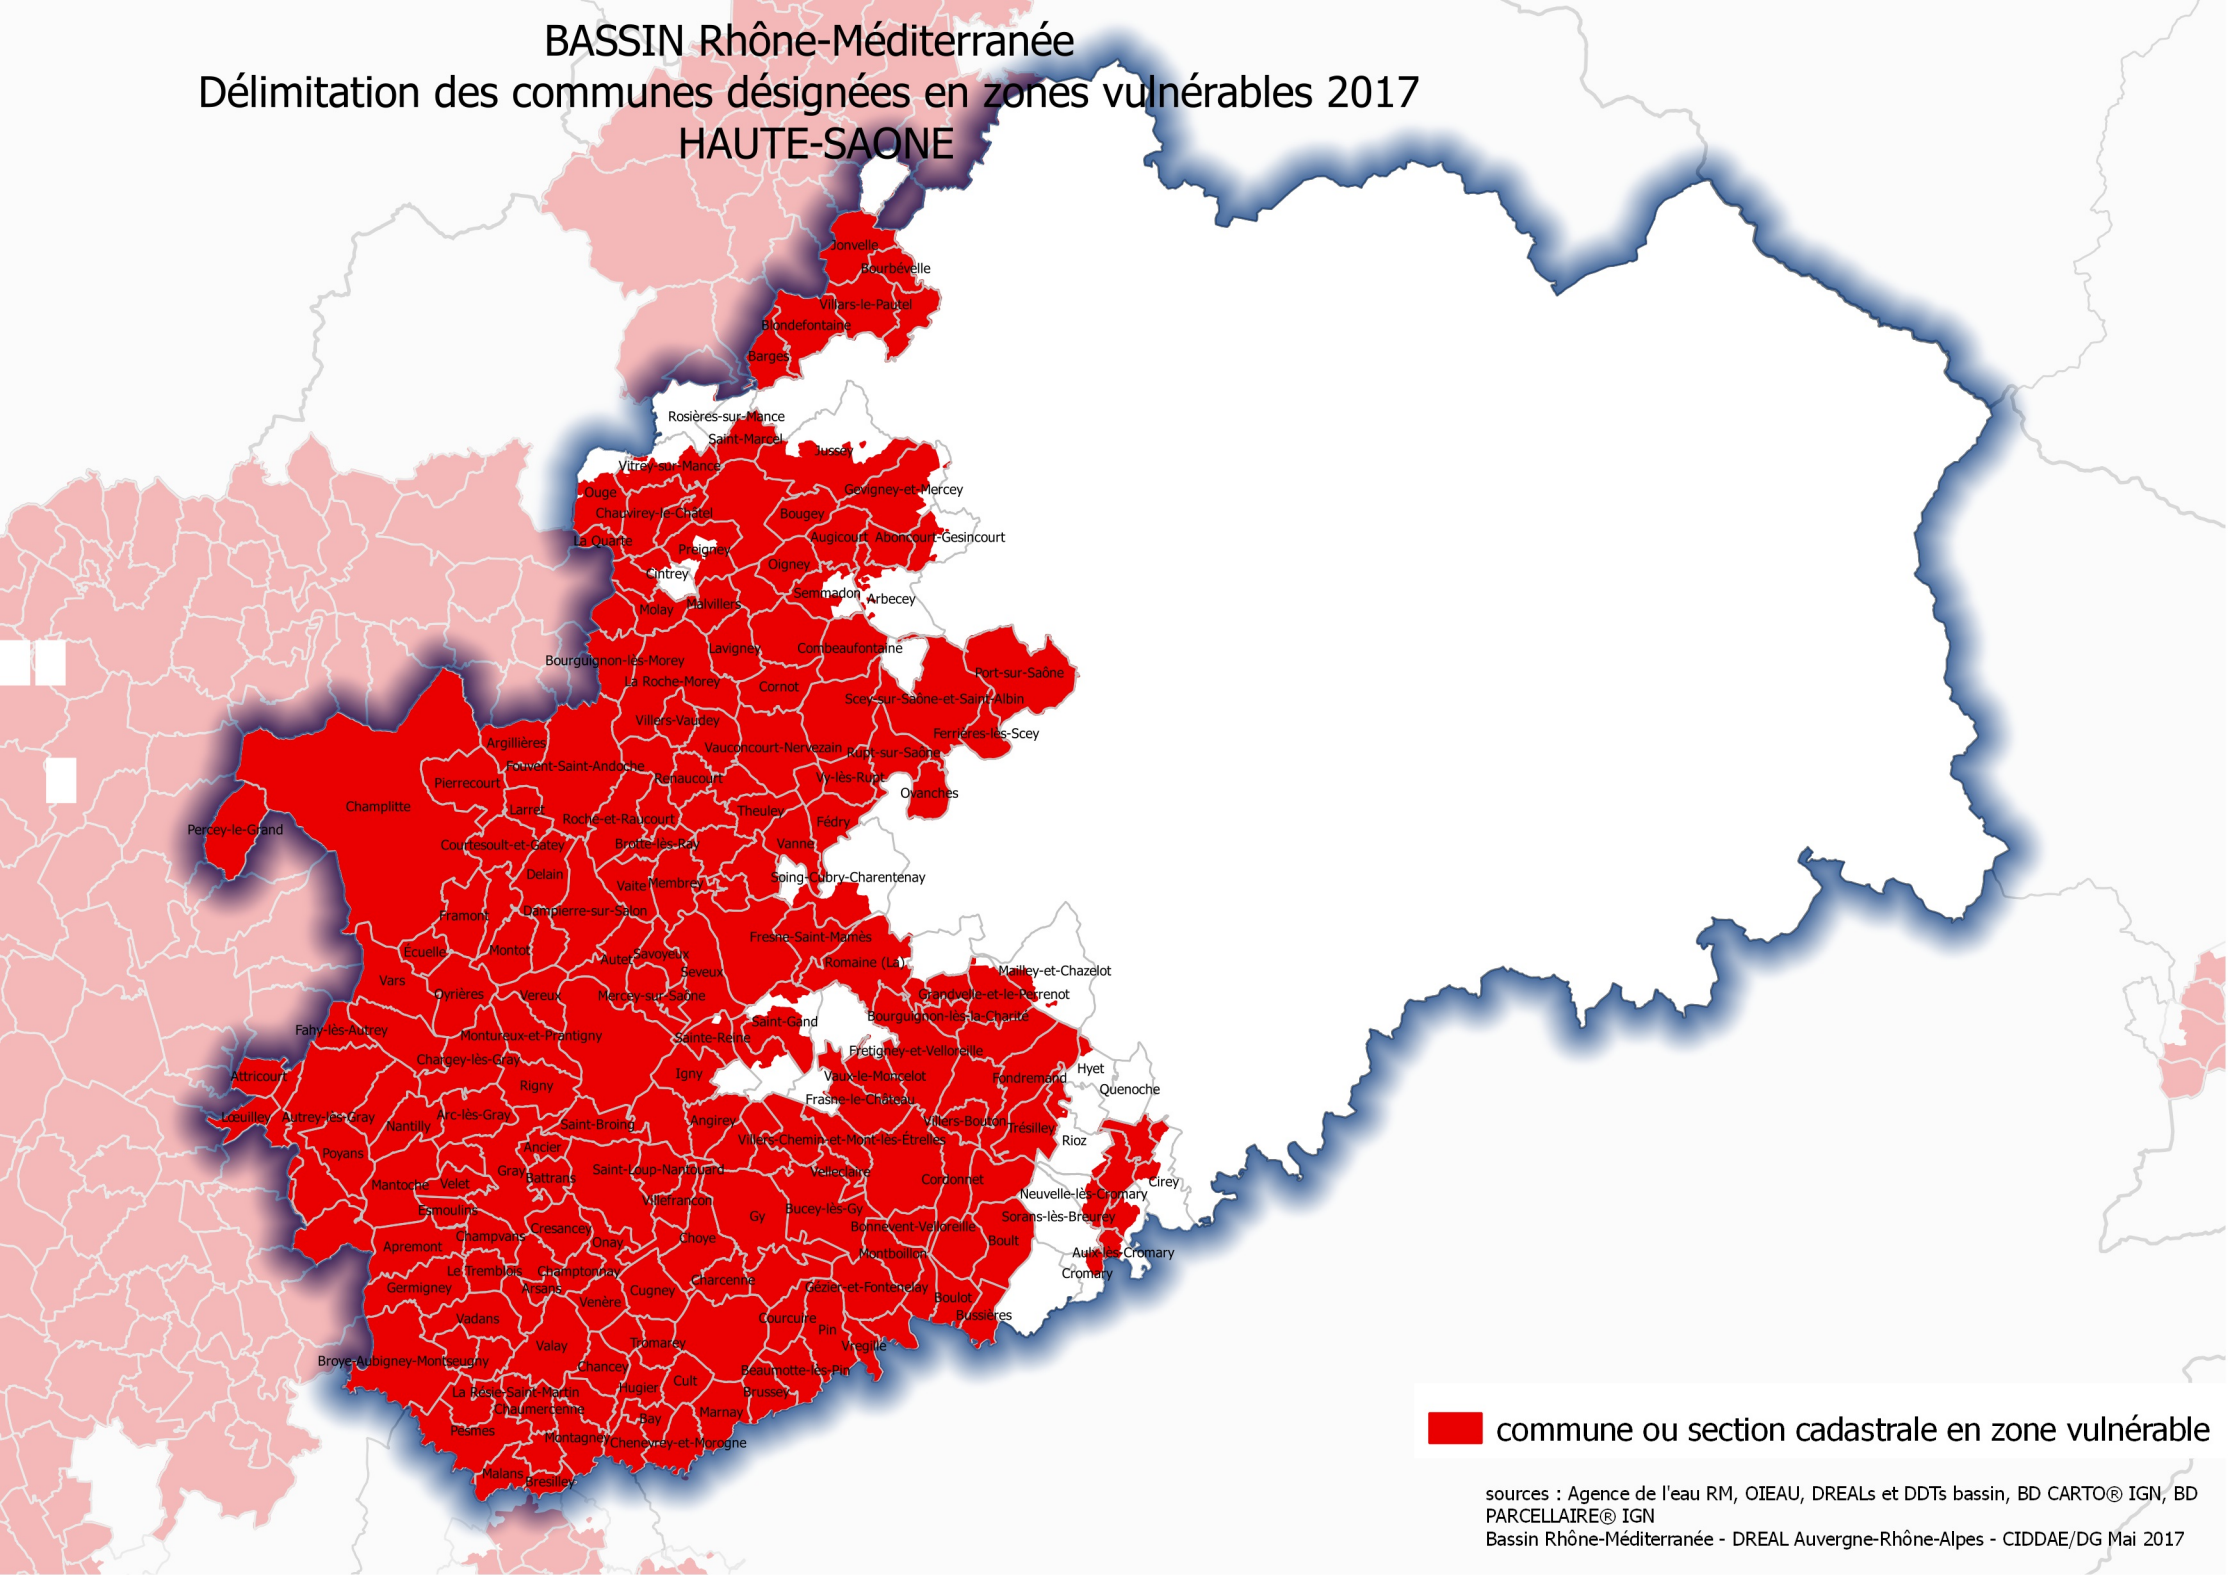 BASSIN Rhône-Méditerranée
Délimitation des communes désignées en zones vulnérables 2017
HAUTE-SAONE
Jonvelle
Bourbévelle
Villars-le-Pautel
Blondefontaine
Barges
Rosières-sur-Mance
Saint-Marcel
Jussey
Vitrey-sur-Mance
Ouge
Gevigney-et-Mercey
Chauvirey-le-Châtel
Bougey
La Quarte
Augicourt
Aboncourt-Gesincourt
Preigney
Oigney
Cintrey
Semmadon
Arbecey
Molay
Malvillers
Lavigney
Combeaufontaine
Bourguignon-lès-Morey
Port-sur-Saône
La Roche-Morey
Cornot
Scey-sur-Saône-et-Saint-Albin
Villers-Vaudey
Ferrières-lès-Scey
Argillières
Vauconcourt-Nervezain
Rupt-sur-Saône
Fouvent-Saint-Andoche
Renaucourt
Vy-lès-Rupt
Pierrecourt
Ovanches
Champlitte
Larret
Theuley
Roche-et-Raucourt
Fédry
Percey-le-Grand
Courtesoult-et-Gatey
Brotte-lès-Ray
Vanne
Delain
Soing-Cubry-Charentenay
Vaite
Membrey
Framont
Dampierre-sur-Salon
Fresne-Saint-Mamès
Écuelle
Montot
Autet
Savoyeux
Romaine (La)
Seveux
Mailley-et-Chazelot
Vars
Oyrières
Vereux
Mercey-sur-Saône
Grandvelle-et-le-Perrenot
Bourguignon-lès-la-Charité
Saint-Gand
Fahy-lès-Autrey
Montureux-et-Prantigny
Sainte-Reine
Fretigney-et-Velloreille
Chargey-lès-Gray
Hyet
Attricourt
Igny
Vaux-le-Moncelot
Fondremand
Rigny
Quenoche
Frasne-le-Château
Lœuilley
Autrey-lès-Gray
Arc-lès-Gray
Nantilly
Saint-Broing
Angirey
Villers-Bouton
Trésilley
Villers-Chemin-et-Mont-lès-Étrelles
Rioz
Poyans
Ancier
Gray
Battrans
Saint-Loup-Nantouard
Velleclaire
Cordonnet
Cirey
Mantoche
Velet
Neuvelle-lès-Cromary
Villefrancon
Esmoulins
Gy
Bucey-lès-Gy
Sorans-lès-Breurey
Cresancey
Bonnevent-Velloreille
Champvans
Choye
Boult
Apremont
Onay
Montboillon
Aulx-lès-Cromary
Le Tremblois
Champtonnay
Cromary
Charcenne
Germigney
Arsans
Cugney
Gézier-et-Fontenelay
Venère
Boulot
Vadans
Courcuire
Bussières
Pin
Valay
Tromarey
Vregille
Broye-Aubigney-Montseugny
Chancey
Beaumotte-lès-Pin
Cult
La Résie-Saint-Martin
Hugier
Brussey
Chaumercenne
Marnay
Bay
Pesmes
Montagney
Chenevrey-et-Morogne
Malans
Bresilley
commune ou section cadastrale en zone vulnérable
sources : Agence de l'eau RM, OIEAU, DREALs et DDTs bassin, BD CARTO® IGN, BD
PARCELLAIRE® IGN
Bassin Rhône-Méditerranée - DREAL Auvergne-Rhône-Alpes - CIDDAE/DG Mai 2017